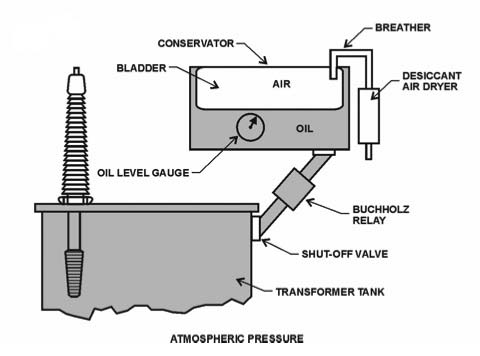 BREATHER
CONSERVATOR
BLADDER
AIR
DESICCANT
AIR DRYER
OIL
OIL LEVEL GAUGE
BUCHHOLZ
RELAY
SHUT-OFF VALVE
TRANSFORMER TANK
ATMOSPHERIC PRESSURE